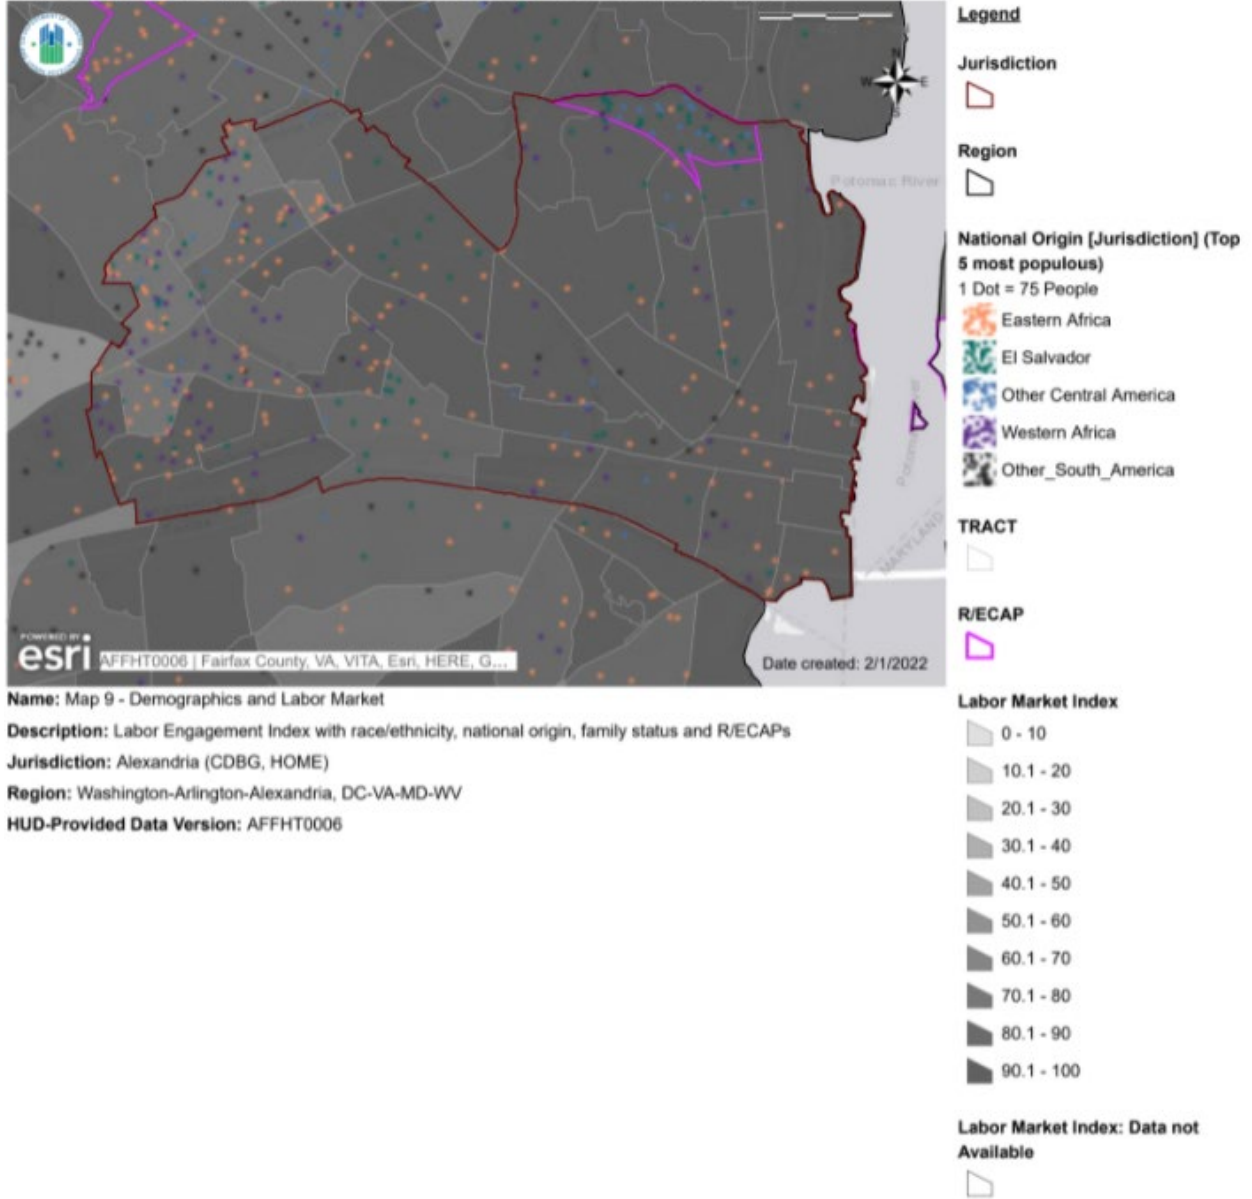 N
W
E
S
Potomac River
Potomac
MARYLAND
POWERED BY
esri
AFFHT0006 | Fairfax County, VA, VITA, Esri, HERE, G...
Date created: 2/1/2022
Name: Map 9 - Demographics and Labor Market
Description: Labor Engagement Index with race/ethnicity, national origin, family status and R/ECAPs
Jurisdiction: Alexandria (CDBG, HOME)
Region: Washington-Arlington-Alexandria, DC-VA-MD-WV
HUD-Provided Data Version: AFFHT0006
Legend
Jurisdiction
Region
National Origin [Jurisdiction] (Top
5 most populous)
1 Dot = 75 People
Eastern Africa
El Salvador
Other Central America
Western Africa
Other_South_America
TRACT
R/ECAP
Labor Market Index
0 - 10
10.1 - 20
20.1 - 30
30.1 - 40
40.1 - 50
50.1 - 60
60.1 - 70
70.1 - 80
80.1 - 90
90.1 - 100
Labor Market Index: Data not
Available